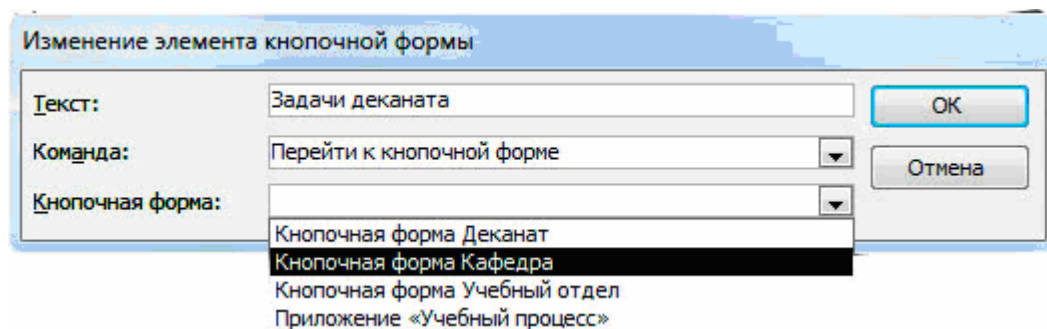 Изменение элемента кнопочной формы
Текст: Задачи деканата ОК
Команда: Перейти к кнопочной форме Отмена
Кнопочная форма:
Кнопочная форма Деканат
Кнопочная форма Кафедра
Кнопочная форма Учебный отдел
Приложение «Учебный процесс»